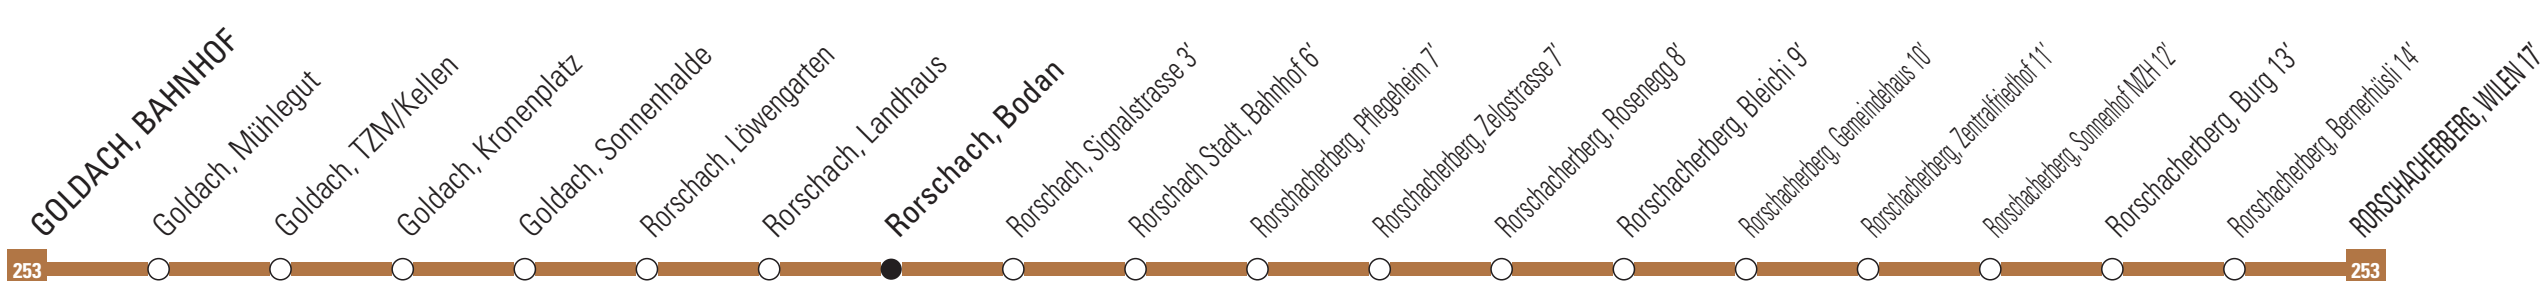 GOLDACH, BAHNHOF
Goldach, Mühlegut
Goldach, TZM/Kellen
Goldach, Kronenplatz
Goldach, Sonnenhalde
Rorschach, Löwengarten
Rorschach, Landhaus
Rorschach, Bodan
Rorschach, Signalstrasse 3'
Rorschach Stadt, Bahnhof 6'
Rorschacherberg, Pflegeheim 7'
Rorschacherberg, Zelgstrasse 7'
Rorschacherberg, Rosenegg 8'
Rorschacherberg, Bleichi 9'
Rorschacherberg, Gemeindehaus 10'
Rorschacherberg, Zentralfriedhof 11'
Rorschacherberg, Sonnenhof MZH 12'
Rorschacherberg, Burg 13'
Rorschacherberg, Bernerhüsli 14'
RORSCHACHERBERG, WILEN 17'
253
253